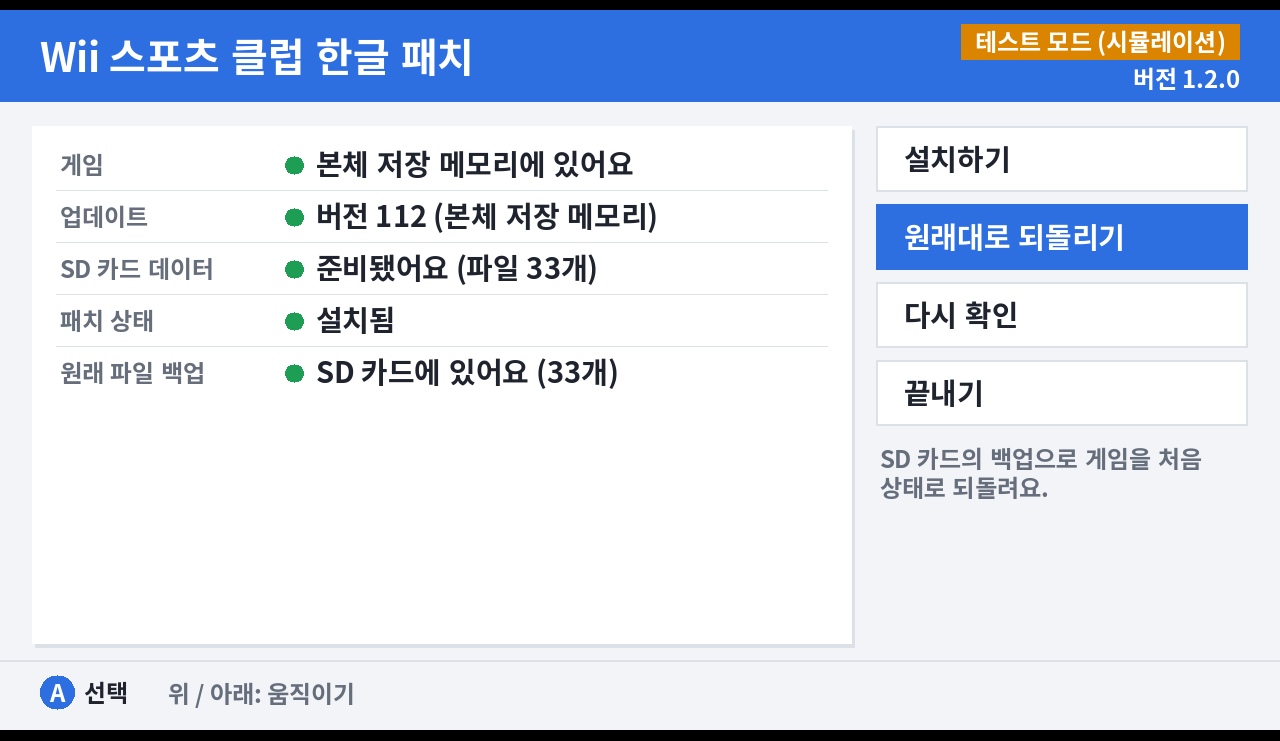 Wii 스포츠 클럽 한글 패치
테스트 모드 (시뮬레이션)
버전 1.2.0
게임 본체 저장 메모리에 있어요
업데이트 버전 112 (본체 저장 메모리)
SD 카드 데이터 준비됐어요 (파일 33개)
패치 상태 설치됨
원래 파일 백업 SD 카드에 있어요 (33개)
설치하기
원래대로 되돌리기
다시 확인
끝내기
SD 카드의 백업으로 게임을 처음
상태로 되돌려요.
A 선택 위 / 아래: 움직이기